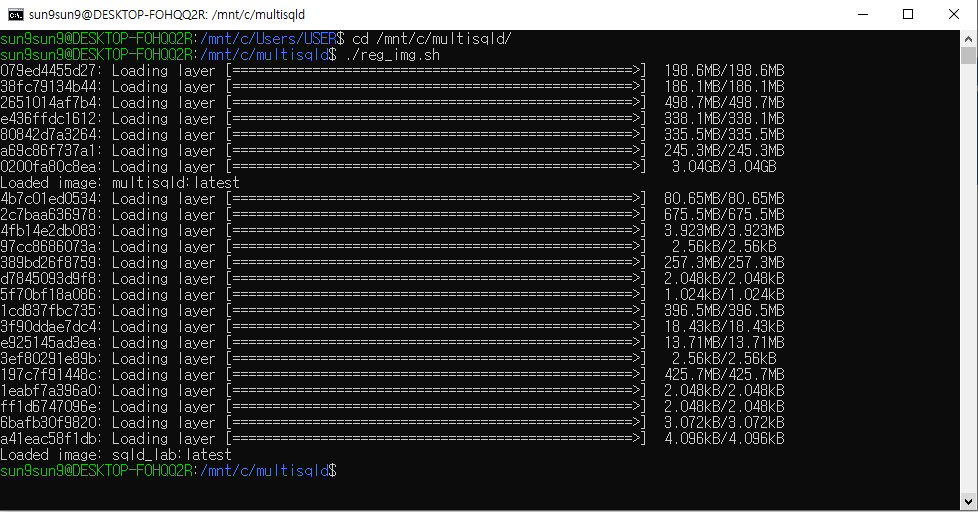 sun9sun9@DESKTOP-FOHQQ2R: /mnt/c/multisqld
sun9sun9@DESKTOP-FOHQQ2R:/mnt/c/Users/USER$ cd /mnt/c/multisqld/
sun9sun9@DESKTOP-FOHQQ2R:/mnt/c/multisqld$ ./reg_img.sh
079ed4455d27: Loading layer [==================================================>]  198.6MB/198.6MB
38fc79134b44: Loading layer [==================================================>]  186.1MB/186.1MB
2651014af7b4: Loading layer [==================================================>]  498.7MB/498.7MB
e436ffdc1612: Loading layer [==================================================>]  338.1MB/338.1MB
80842d7a3264: Loading layer [==================================================>]  335.5MB/335.5MB
a69c86f737a1: Loading layer [==================================================>]  245.3MB/245.3MB
0200fa80c8ea: Loading layer [==================================================>]   3.04GB/3.04GB
Loaded image: multisqld:latest
4b7c01ed0534: Loading layer [==================================================>]  80.65MB/80.65MB
2c7baa636978: Loading layer [==================================================>]  675.5MB/675.5MB
4fb14e2db083: Loading layer [==================================================>]  3.923MB/3.923MB
97cc8686073a: Loading layer [==================================================>]   2.56kB/2.56kB
389bd26f8759: Loading layer [==================================================>]  257.3MB/257.3MB
d7845093d9f8: Loading layer [==================================================>]  2.048kB/2.048kB
5f70bf18a086: Loading layer [==================================================>]  1.024kB/1.024kB
1cd837fbc735: Loading layer [==================================================>]  396.5MB/396.5MB
3f90ddae7dc4: Loading layer [==================================================>]  18.43kB/18.43kB
e925145ad3ea: Loading layer [==================================================>]  13.71MB/13.71MB
3ef80291e89b: Loading layer [==================================================>]   2.56kB/2.56kB
197c7f91448c: Loading layer [==================================================>]  425.7MB/425.7MB
1eabf7a396a0: Loading layer [==================================================>]  2.048kB/2.048kB
ff1d6747096e: Loading layer [==================================================>]  2.048kB/2.048kB
6bafb30f9820: Loading layer [==================================================>]  3.072kB/3.072kB
a41eac58f1db: Loading layer [==================================================>]  4.096kB/4.096kB
Loaded image: sqld_lab:latest
sun9sun9@DESKTOP-FOHQQ2R:/mnt/c/multisqld$